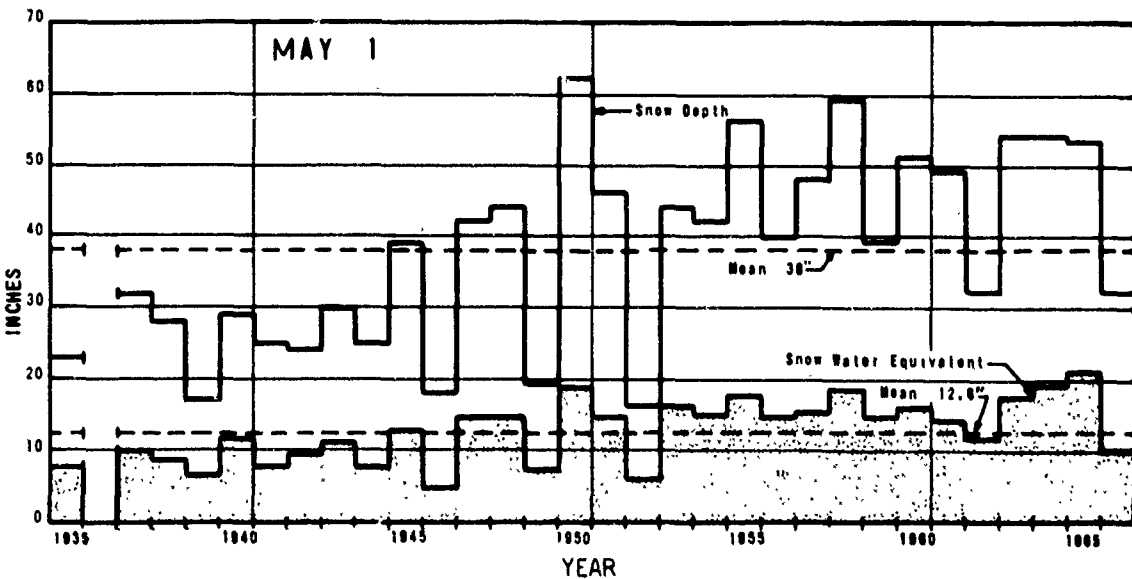 70
MAY 1
60
Snow Depth
50
40
Mean 38"
30
Snow Water Equivalent
20
Mean 12.6"
10
0
INCHES
1935 1940 1945 1950 1955 1960 1965
YEAR